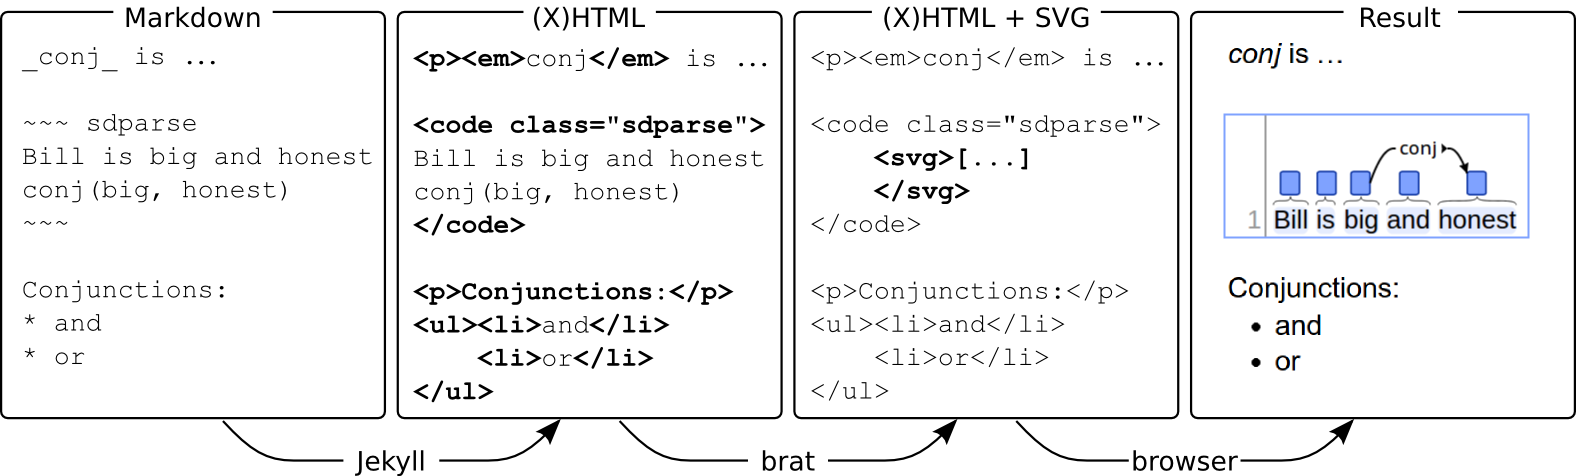 Markdown
_conj_ is ...
~~~ sdparse
Bill is big and honest
conj(big, honest)
~~~
Conjunctions:
* and
* or
(X)HTML
<p><em>conj</em> is ...
<code class="sdparse">
Bill is big and honest
conj(big, honest)
</code>
<p>Conjunctions:</p>
<ul><li>and</li>
<li>or</li>
</ul>
(X)HTML + SVG
<p><em>conj</em> is ...
<code class="sdparse">
<svg>[...]
</svg>
</code>
<p>Conjunctions:</p>
<ul><li>and</li>
<li>or</li>
</ul>
Result
conj is ...
conj
1 Bill is big and honest
Conjunctions:
• and
• or
Jekyll
brat
browser